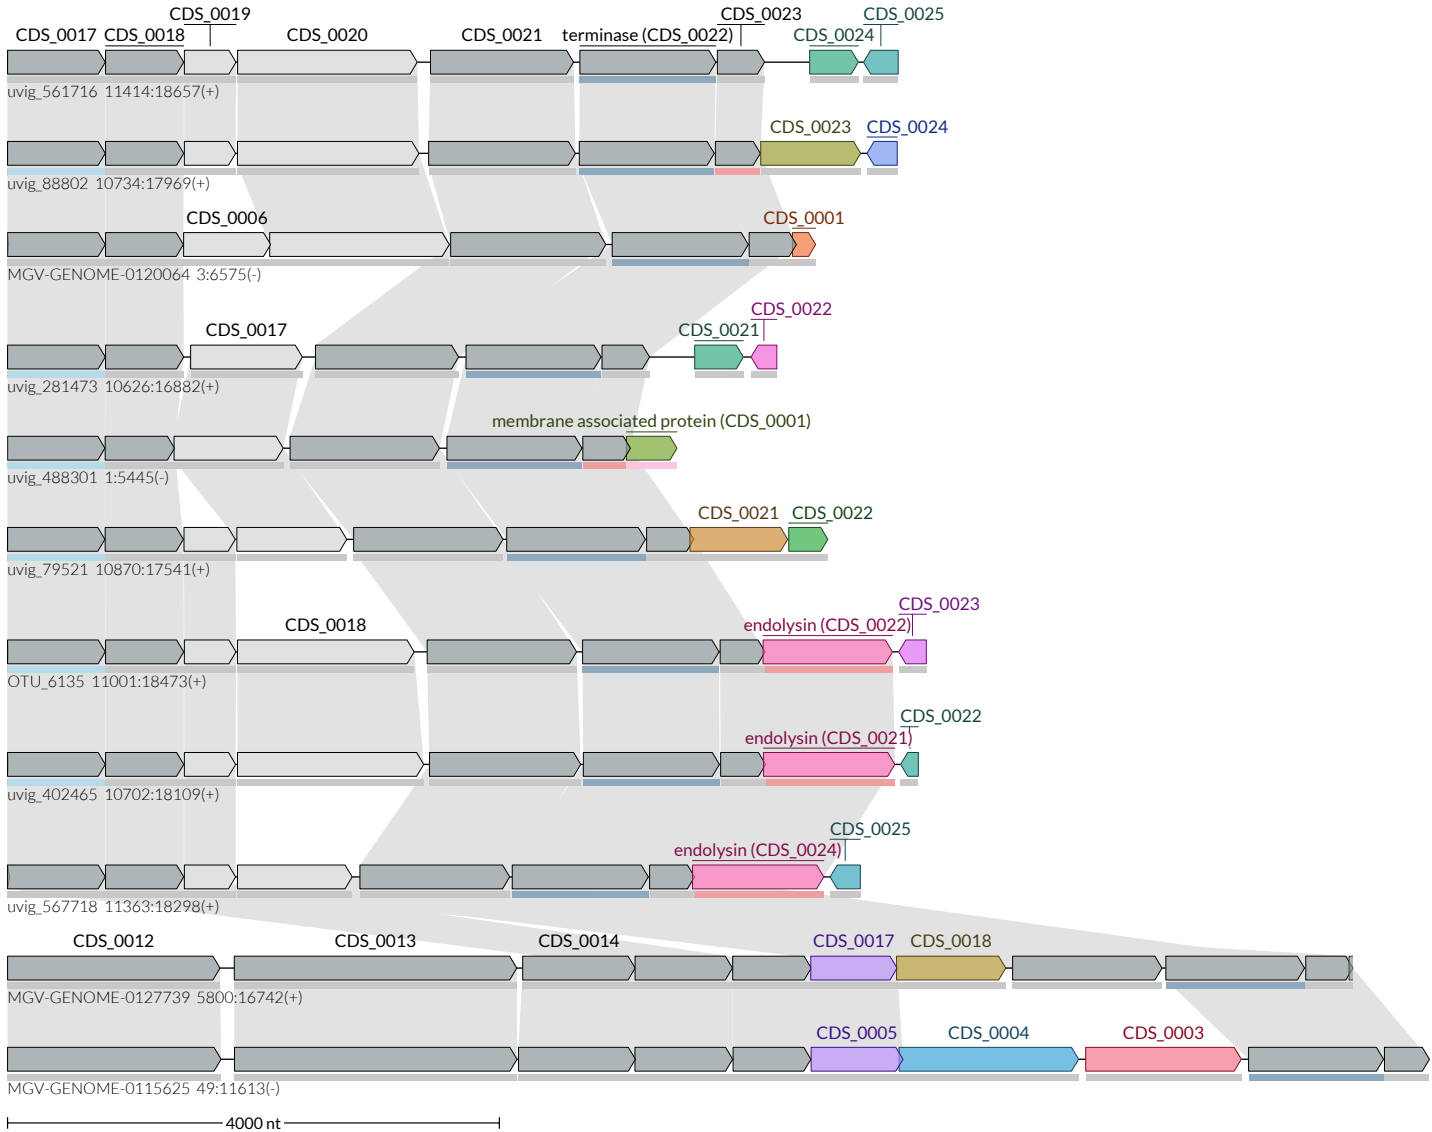 CDS_0019 CDS_0023 CDS_0025
CDS_0017 CDS_0018 CDS_0020 CDS_0021 terminase (CDS_0022) CDS_0024
uvig_561716 11414:18657(+)
CDS_0023 CDS_0024
uvig_88802 10734:17969(+)
CDS_0006 CDS_0001
MGV-GENOME-0120064 3:6575(-)
CDS_0022
CDS_0017 CDS_0021
uvig_281473 10626:16882(+)
membrane associated protein (CDS_0001)
uvig_488301 1:5445(-)
CDS_0021 CDS_0022
uvig_79521 10870:17541(+)
CDS_0023
CDS_0018 endolysin (CDS_0022)
OTU_6135 11001:18473(+)
CDS_0022
endolysin (CDS_0021)
uvig_402465 10702:18109(+)
CDS_0025
endolysin (CDS_0024)
uvig_567718 11363:18298(+)
CDS_0012 CDS_0013 CDS_0014 CDS_0017 CDS_0018
MGV-GENOME-0127739 5800:16742(+)
CDS_0005 CDS_0004 CDS_0003
MGV-GENOME-0115625 49:11613(-)
4000 nt